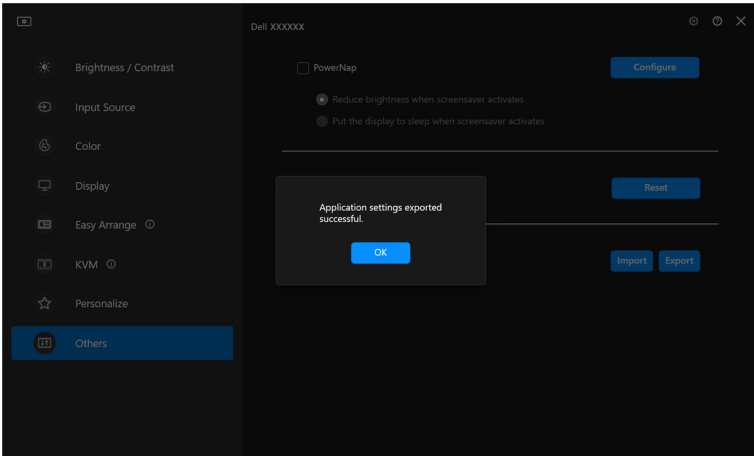 Dell XXXXXX
Brightness / Contrast
Input Source
Color
Display
Easy Arrange
KVM
Personalize
Others
PowerNap
Configure
Reduce brightness when screensaver activates
Put the display to sleep when screensaver activates
Reset
Application settings exported
successful.
OK
Import
Export